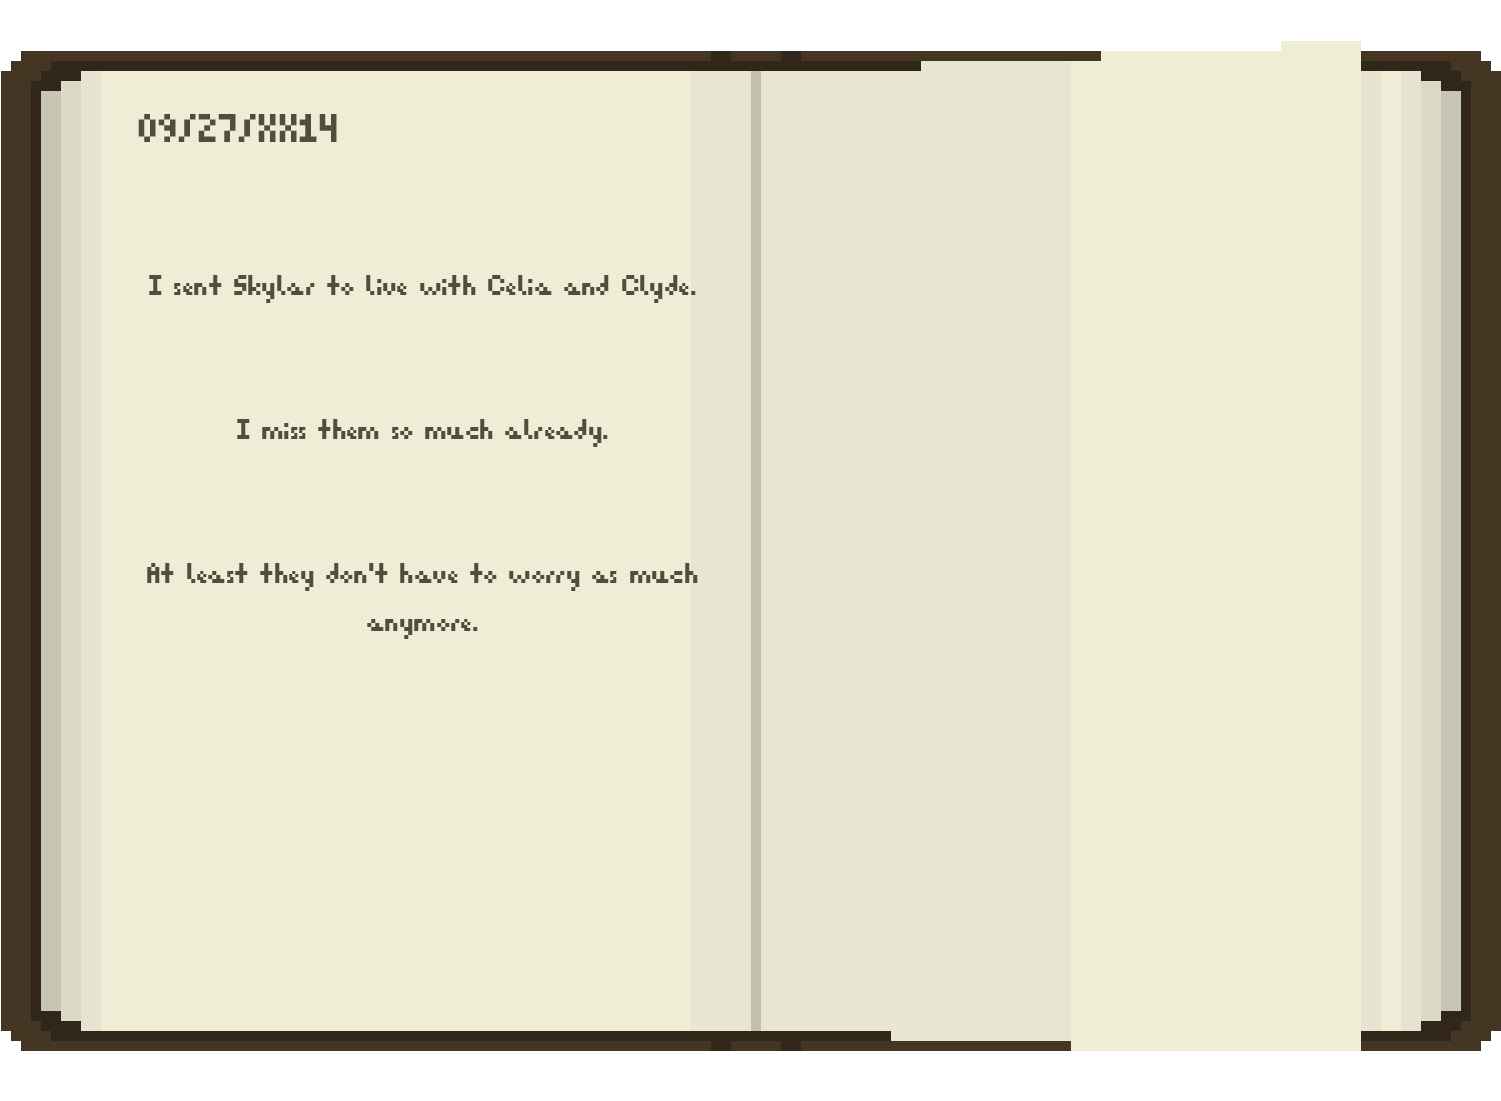 09/27/XX14
I sent Skylar to live with Celia and Clyde.
I miss them so much already.
At least they don't have to worry as much
anymore.